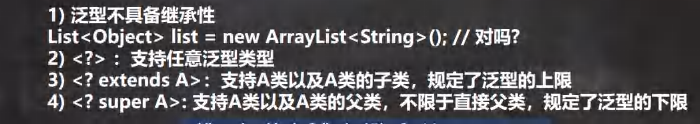 1) 泛型不具备继承性
List<Object> list = new ArrayList<String>(); // 对吗?
2) <?> ：支持任意泛型类型
3) <? extends A>：支持A类以及A类的子类，规定了泛型的上限
4) <? super A>: 支持A类以及A类的父类，不限于直接父类，规定了泛型的下限